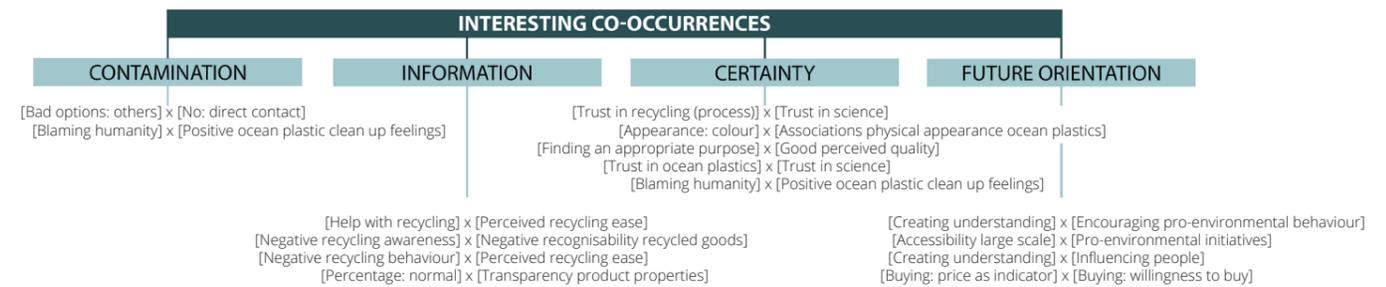 INTERESTING CO-OCCURRENCES
CONTAMINATION
[Bad options: others] x [No: direct contact]
[Blaming humanity] x [Positive ocean plastic clean up feelings]
INFORMATION
[Help with recycling] x [Perceived recycling ease]
[Negative recycling awareness] x [Negative recognisability recycled goods]
[Negative recycling behaviour] x [Perceived recycling ease]
[Percentage: normal] x [Transparency product properties]
CERTAINTY
[Trust in recycling (process)] x [Trust in science]
[Appearance: colour] x [Associations physical appearance ocean plastics]
[Finding an appropriate purpose] x [Good perceived quality]
[Trust in ocean plastics] x [Trust in science]
[Blaming humanity] x [Positive ocean plastic clean up feelings]
FUTURE ORIENTATION
[Creating understanding] x [Encouraging pro-environmental behaviour]
[Accessibility large scale] x [Pro-environmental initiatives]
[Creating understanding] x [Influencing people]
[Buying: price as indicator] x [Buying: willingness to buy]